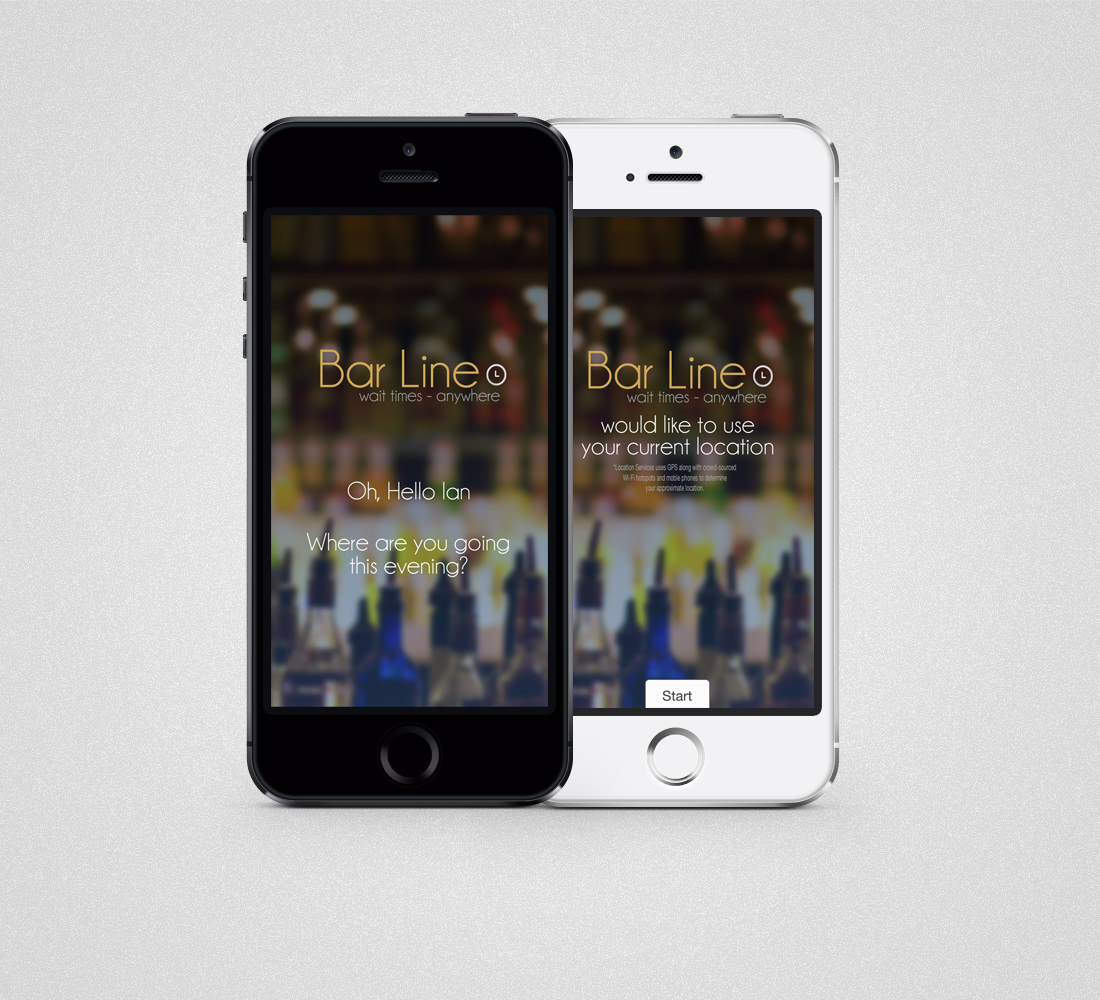 Bar Line
wait times - anywhere
Oh, Hello Ian
Where are you going
this evening?
Bar Line
wait times - anywhere
would like to use
your current location
*Location Services uses GPS along with crowd-sourced
Wi-Fi hotspots and mobile phones to determine
your approximate location.
Start